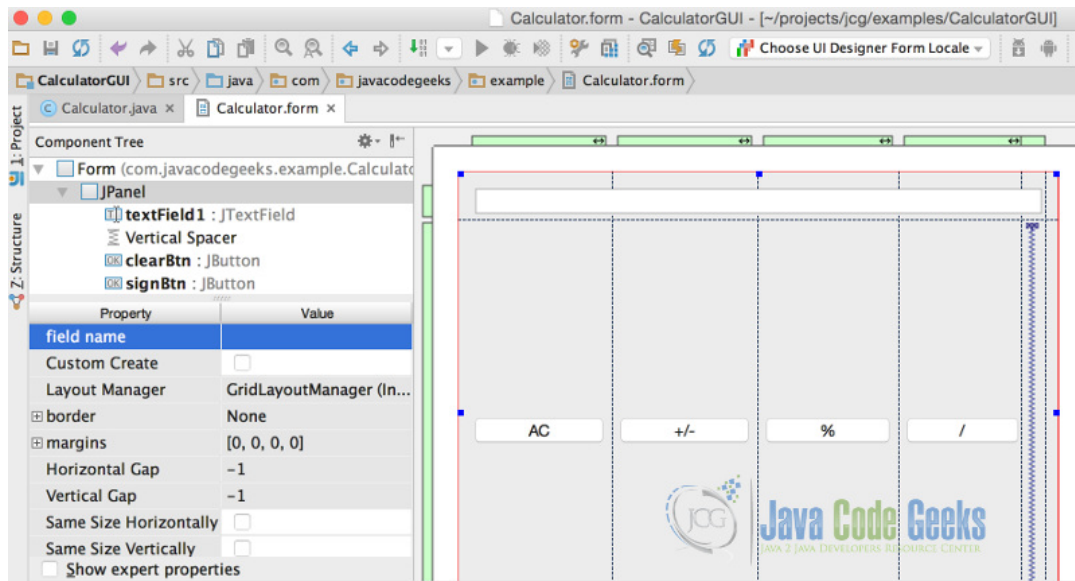 Calculator.form - CalculatorGUI - [~/projects/jcg/examples/CalculatorGUI]
Choose UI Designer Form Locale
CalculatorGUI src java com javacodegeeks example Calculator.form
1: Project
Z: Structure
Calculator.java × Calculator.form ×
Component Tree
Form (com.javacodegeeks.example.Calculato
JPanel
textField1 : JTextField
Vertical Spacer
OK clearBtn : JButton
OK signBtn : JButton
Property Value
field name
Custom Create
Layout Manager GridLayoutManager (In...
border None
margins [0, 0, 0, 0]
Horizontal Gap -1
Vertical Gap -1
Same Size Horizontally
Same Size Vertically
Show expert properties
AC +/- % /
JCG Java Code Geeks
JAVA 2 JAVA DEVELOPERS RESOURCE CENTER